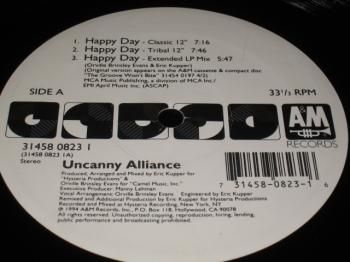 1. Happy Day - Classic 12" 7:16
2. Happy Day - Tribal 12" 7:46
3. Happy Day - Extended LP Mix 5:47
(Orville Brinsley Evans & Eric Kupper)
(Original version appears on the A&M cassette & compact disc
"The Groove Won't Bite" 31454 0197 4/2)
MCA Music Publishing, a division of MCA Inc./
EMI April Music Inc. (ASCAP)
SIDE A
33 1/3 RPM
A&M
RECORDS
31458 0823 1
(31458 0823 1A)
Stereo
Uncanny Alliance
Produced, Arranged and Mixed by Eric Kupper for
"Hysteria Productions" &
Orville Brinsley Evans for "Camel Music, Inc."
Executive Producer: Manny Lehman
Vocal Arrangement: Orville Brinsley Evans Engineered by Eric Kupper
Remixed and Additional Production by Eric Kupper for Hysteria Productions
Recorded and Mixed at Hysteria Recording, New York, NY
℗ 1994 A&M Records, Inc., P.O. Box 118, Hollywood, CA 90078
All rights reserved. Unauthorized copying, reproduction, hiring, lending,
public performance and broadcasting prohibited.
7 31458-0823-1 6